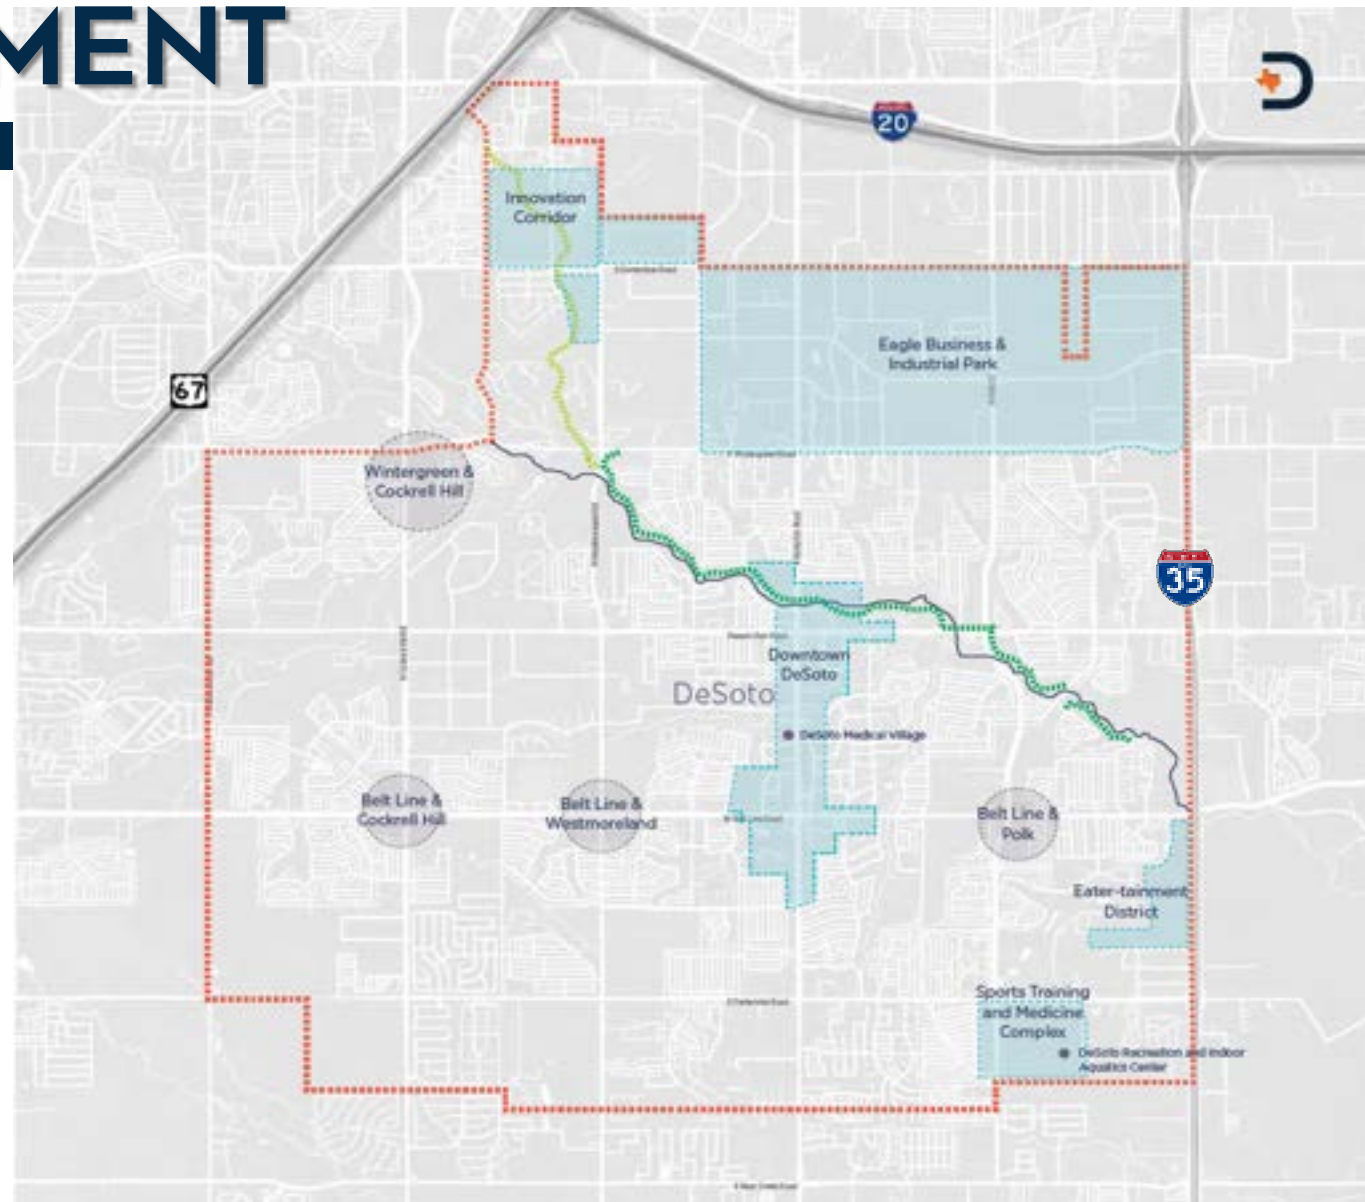 MENT
D
20
Innovation
Corridor
Eagle Business &
Industrial Park
67
Wintergreen &
Cockrell Hill
35
Downtown
DeSoto
DeSoto
DeSoto Medical Village
Belt Line &
Cockrell Hill
Belt Line &
Westmoreland
Belt Line &
Polk
Eater-tainment
District
Sports Training
and Medicine
Complex
DeSoto Recreation and Indoor
Aquatics Center